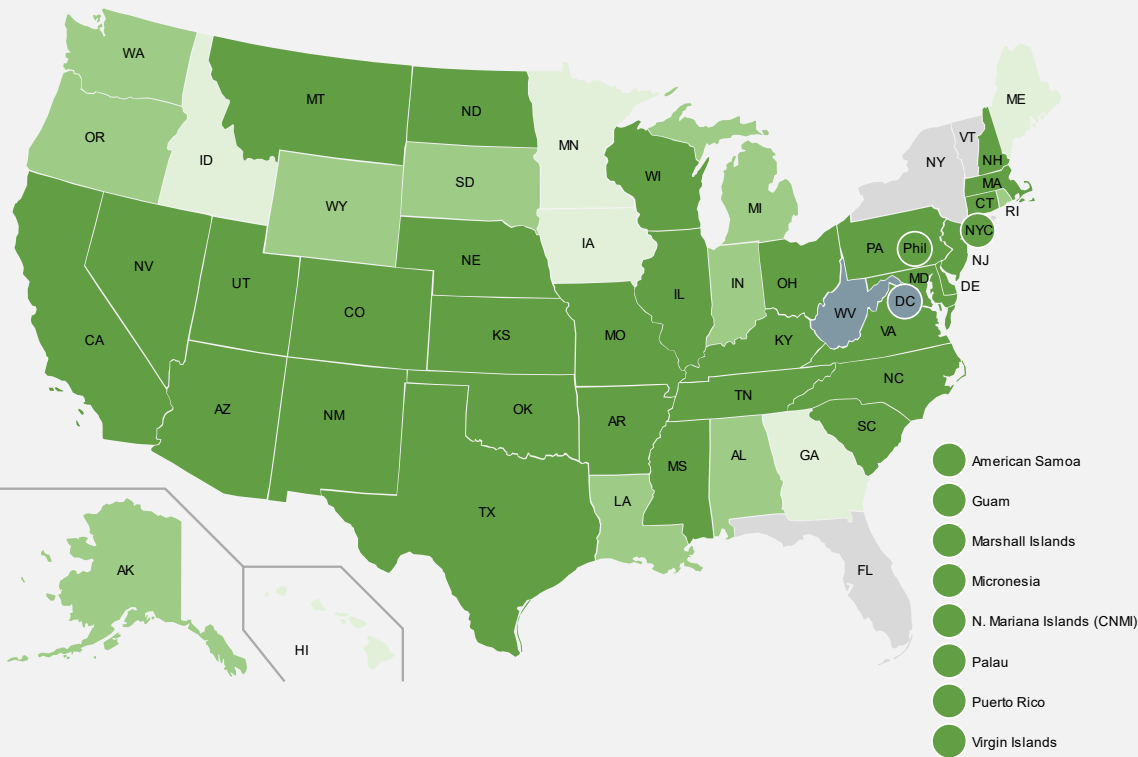 WA
MT
ND
MN
ME
VT
OR
ID
NY
NH
SD
WI
MA
WY
MI
CT
RI
IA
NYC
PA
Phil
NV
NE
NJ
UT
IN
OH
MD
DE
CO
IL
DC
WV
KS
MO
VA
CA
KY
NC
TN
AZ
NM
OK
AR
SC
AL
GA
MS
American Samoa
LA
Guam
TX
Marshall Islands
AK
FL
Micronesia
N. Mariana Islands (CNMI)
HI
Palau
Puerto Rico
Virgin Islands